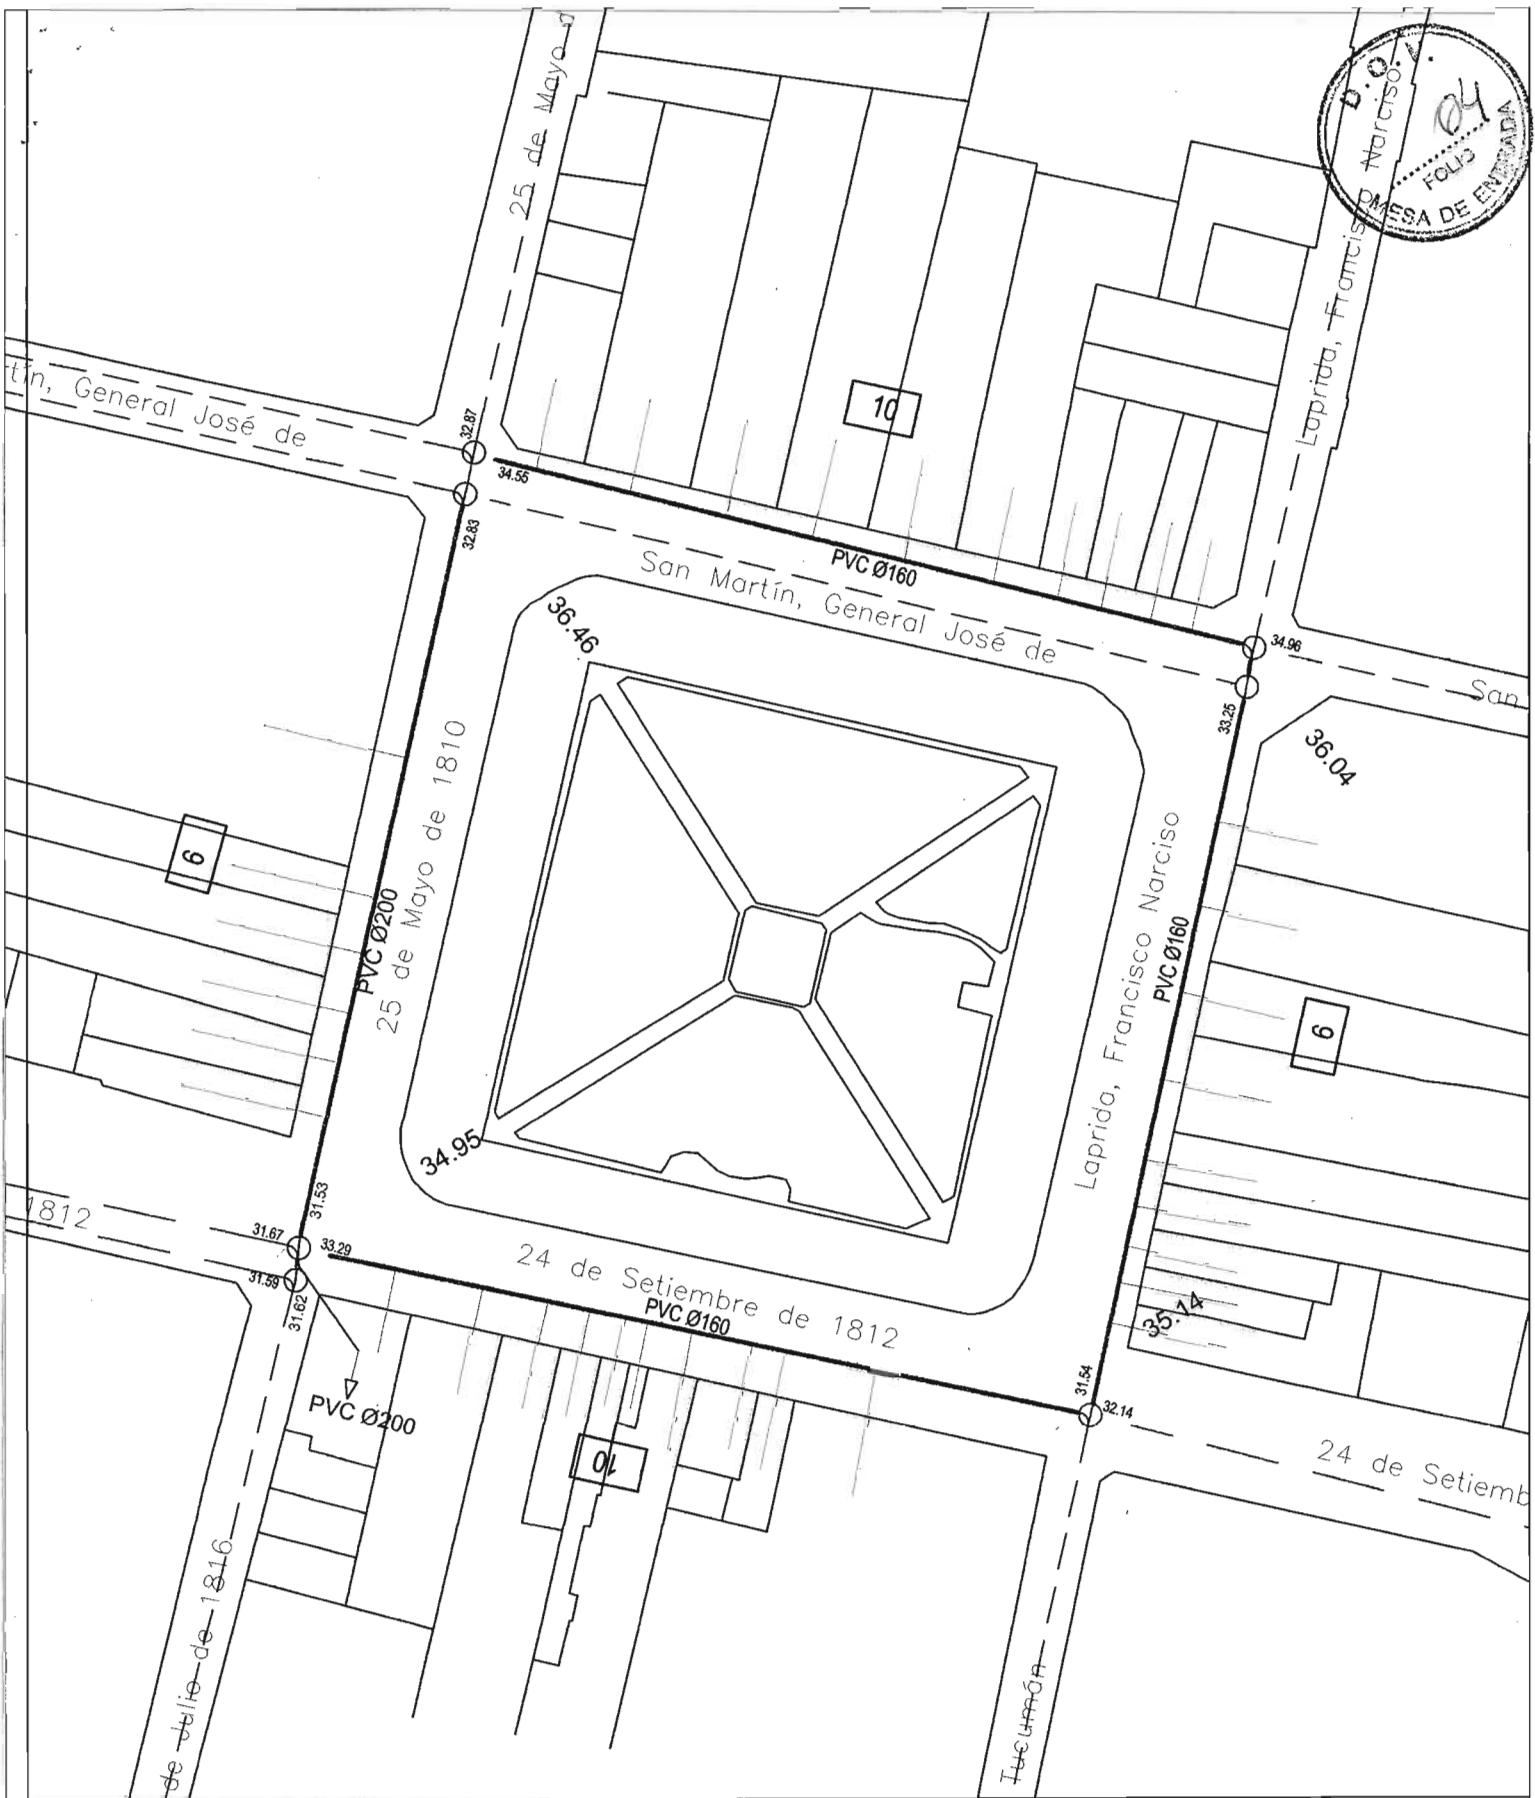 25 de Mayo d
Laprida, Francisco Narciso
D. O. V.
04
FOLIO
MESA DE ENTRADA
tín, General José de
32.87
34.55
32.83
10
PVC Ø160
San Martín, General José de
34.96
33.25
San
36.46
36.04
25 de Mayo de 1810
PVC Ø200
6
Laprida, Francisco Narciso
PVC Ø160
6
34.95
31.53
1812
31.67
33.29
31.59
31.62
24 de Setiembre de 1812
PVC Ø160
35.14
31.54
32.14
PVC Ø200
10
24 de Setiemb
de Julio de 1816
Tucumán